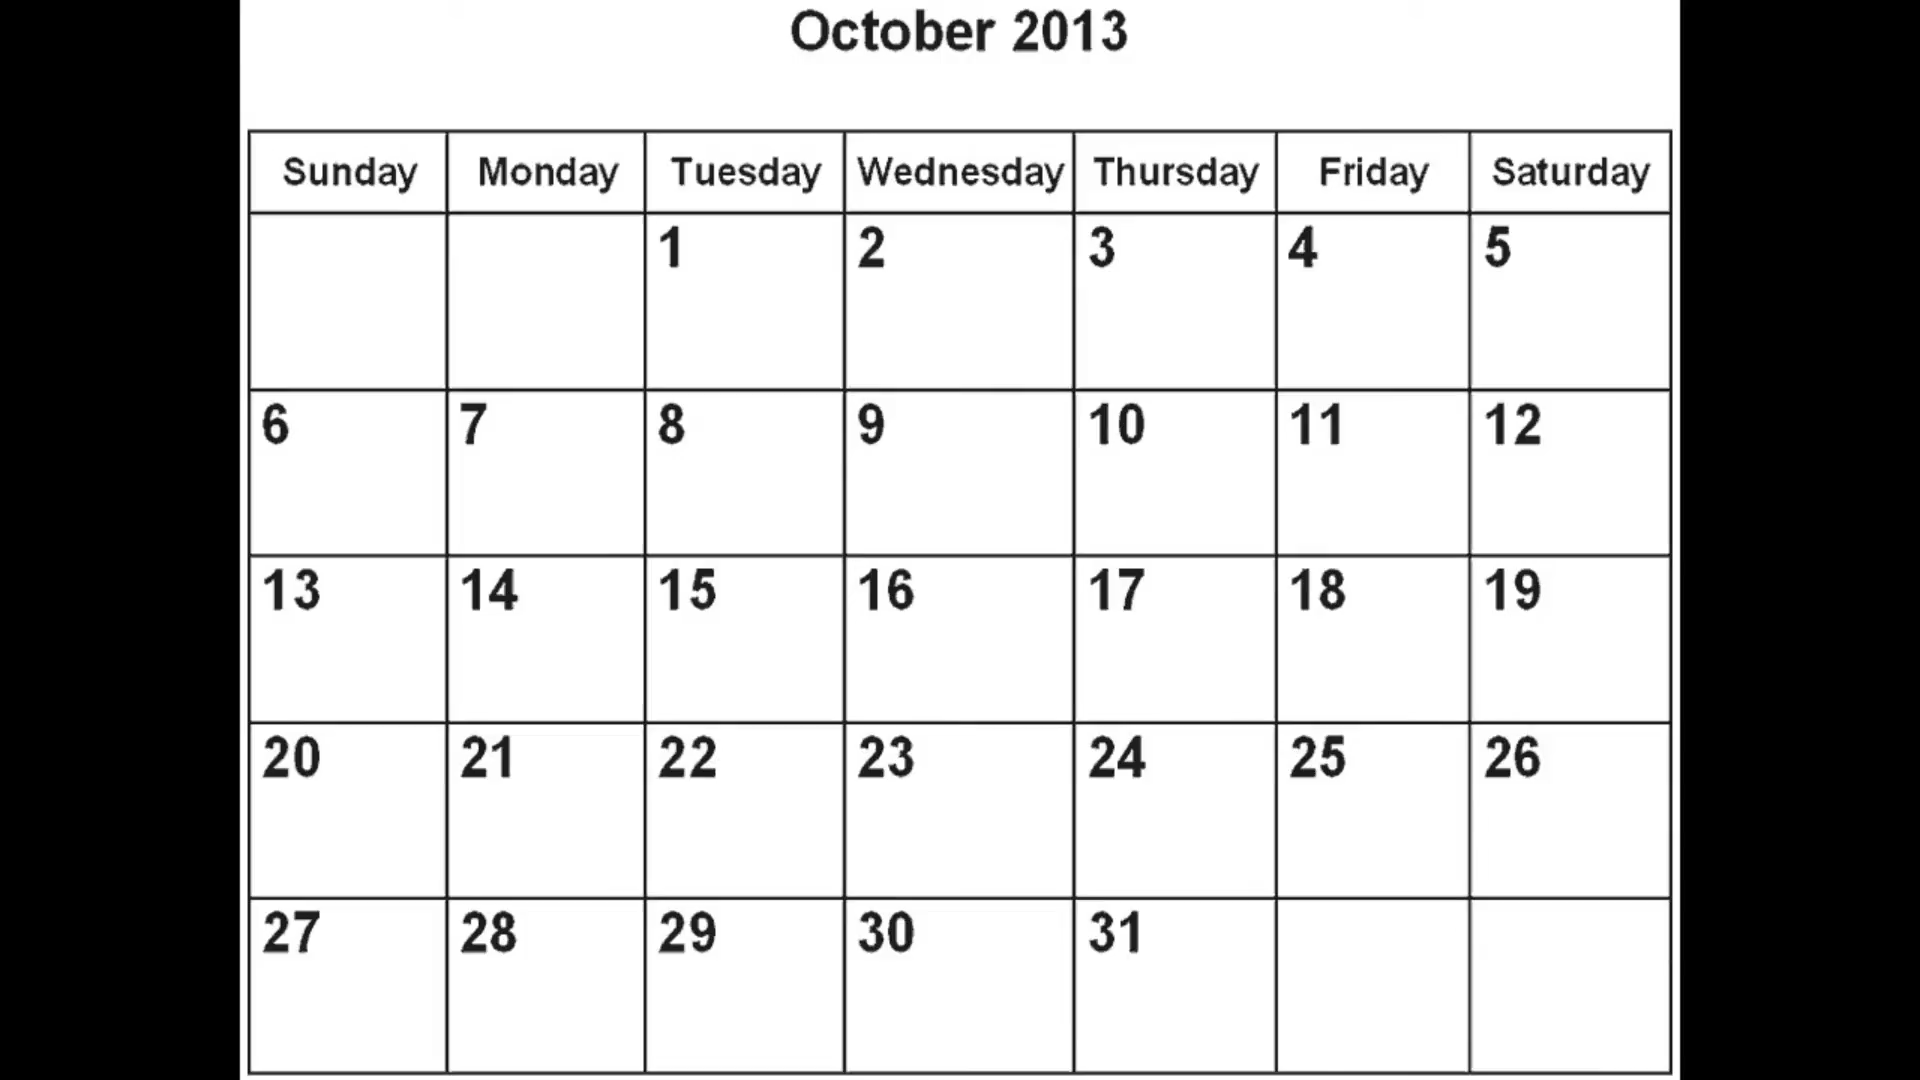 October 2013
Sunday Monday Tuesday Wednesday Thursday Friday Saturday
1 2 3 4 5
6 7 8 9 10 11 12
13 14 15 16 17 18 19
20 21 22 23 24 25 26
27 28 29 30 31